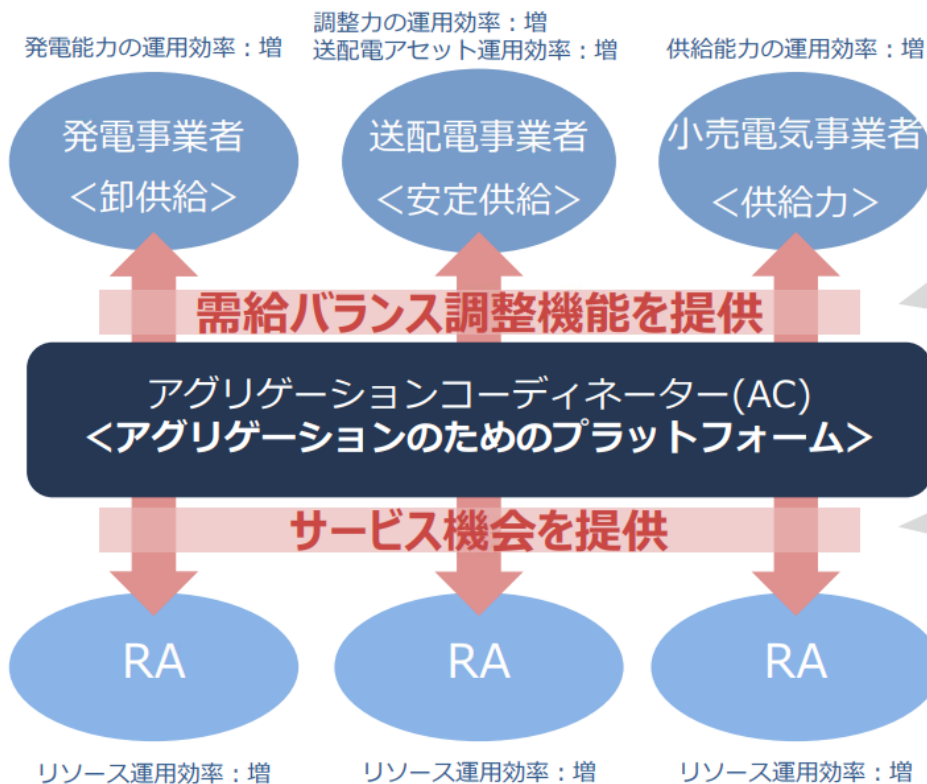 発電能力の運用効率：増
調整力の運用効率：増
送配電アセット運用効率：増
供給能力の運用効率：増
発電事業者
＜卸供給＞
送配電事業者
＜安定供給＞
小売電気事業者
＜供給力＞
需給バランス調整機能を提供
アグリゲーションコーディネーター(AC)
＜アグリゲーションのためのプラットフォーム＞
サービス機会を提供
RA
RA
RA
リソース運用効率：増
リソース運用効率：増
リソース運用効率：増